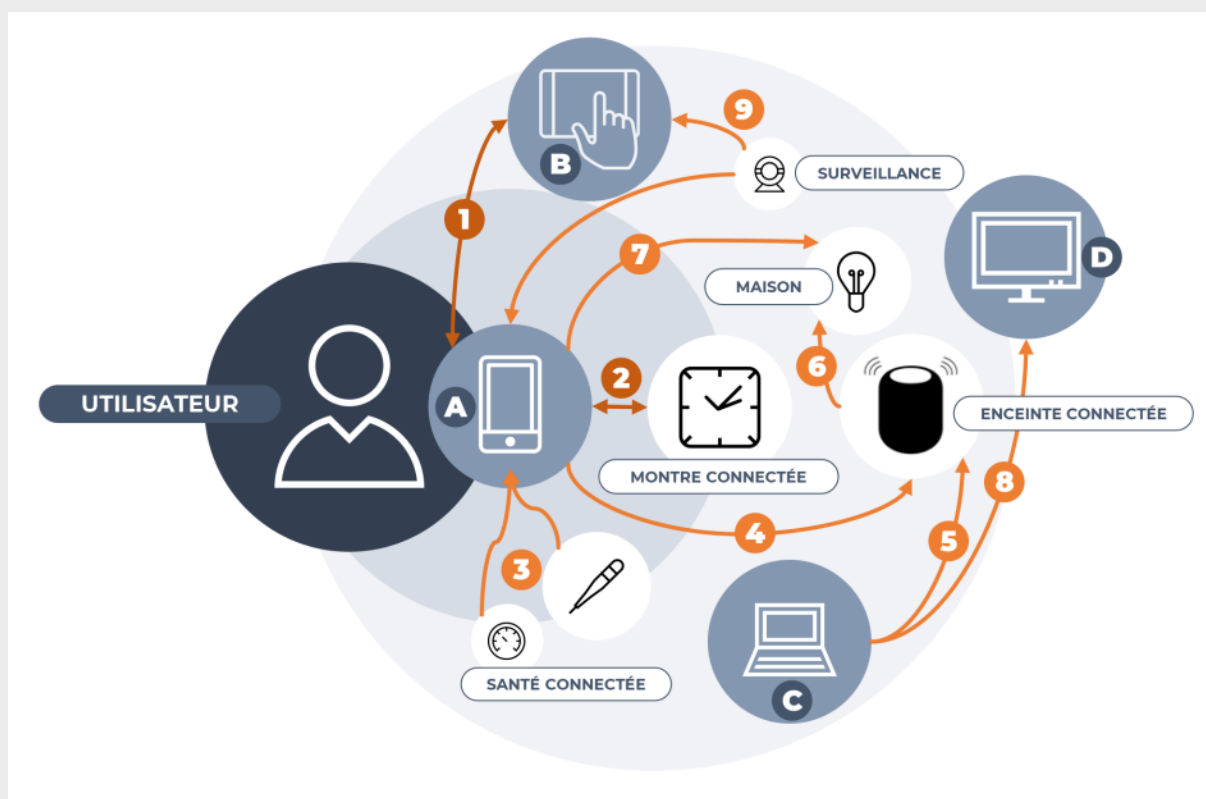 9
B
SURVEILLANCE
1
7
D
MAISON
6
2
UTILISATEUR
A
ENCEINTE CONNECTÉE
MONTRE CONNECTÉE
8
4
5
3
SANTÉ CONNECTÉE
C